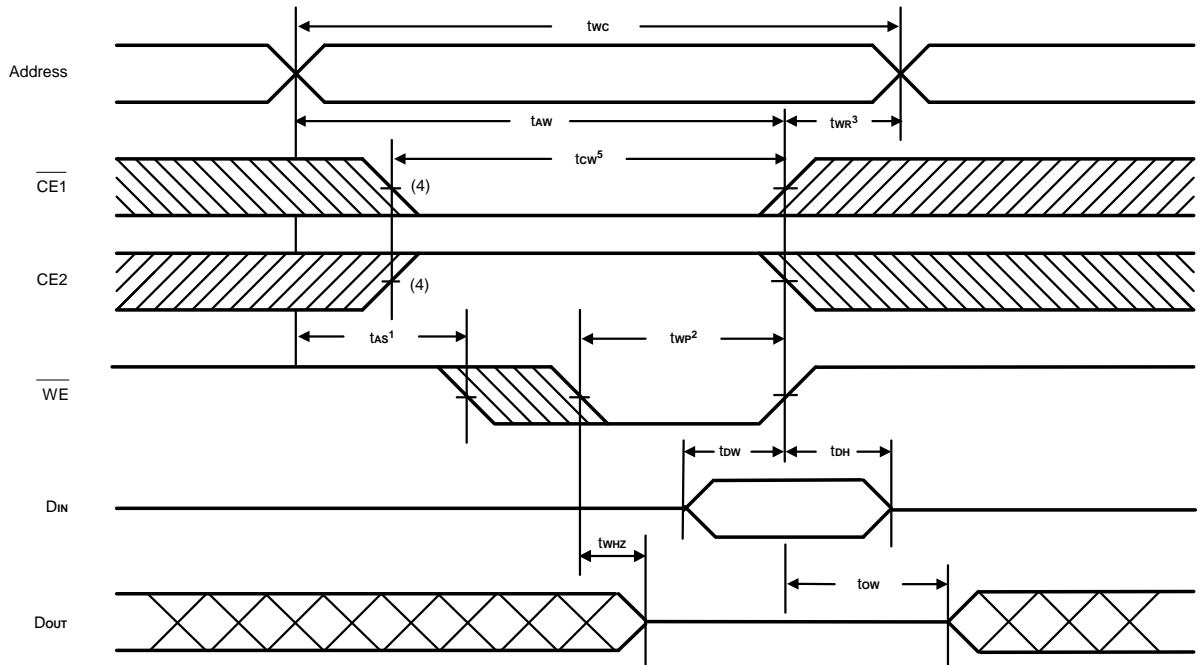 tWC
Address
tAW
tWR3
tCW5
CE1
(4)
CE2
(4)
tAS1
tWP2
WE
tDW
tDH
DIN
tWHZ
tOW
DOUT